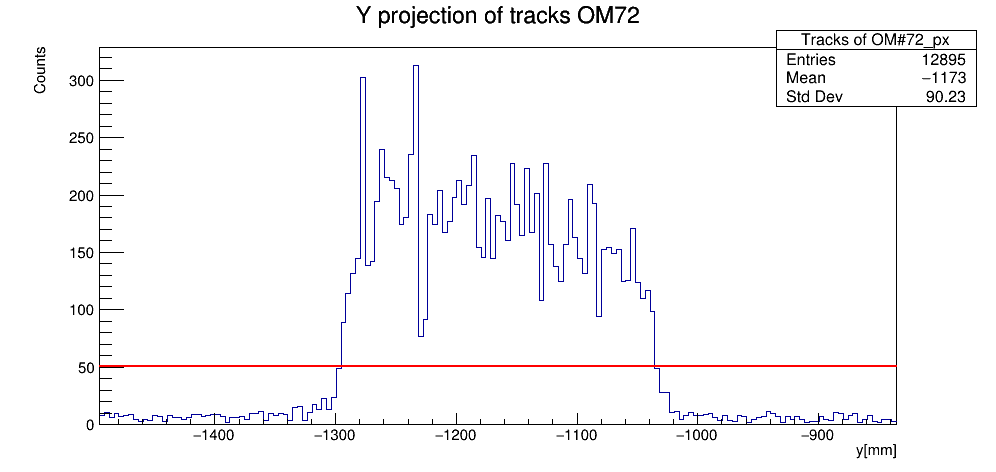 Y projection of tracks OM72
Tracks of OM#72_px
Entries 12895
Mean −1173
Std Dev 90.23
Counts
300
250
200
150
100
50
0
−1400 −1300 −1200 −1100 −1000 −900
y[mm]